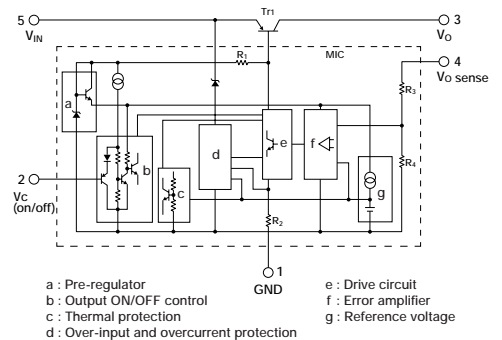 Tr1
5
VIN
3
VO
MIC
R1
4
VO sense
R3
a
b
d
e
f
R4
2
VC
(on/off)
c
g
R2
1
GND
a : Pre-regulator
b : Output ON/OFF control
c : Thermal protection
d : Over-input and overcurrent protection
e : Drive circuit
f : Error amplifier
g : Reference voltage